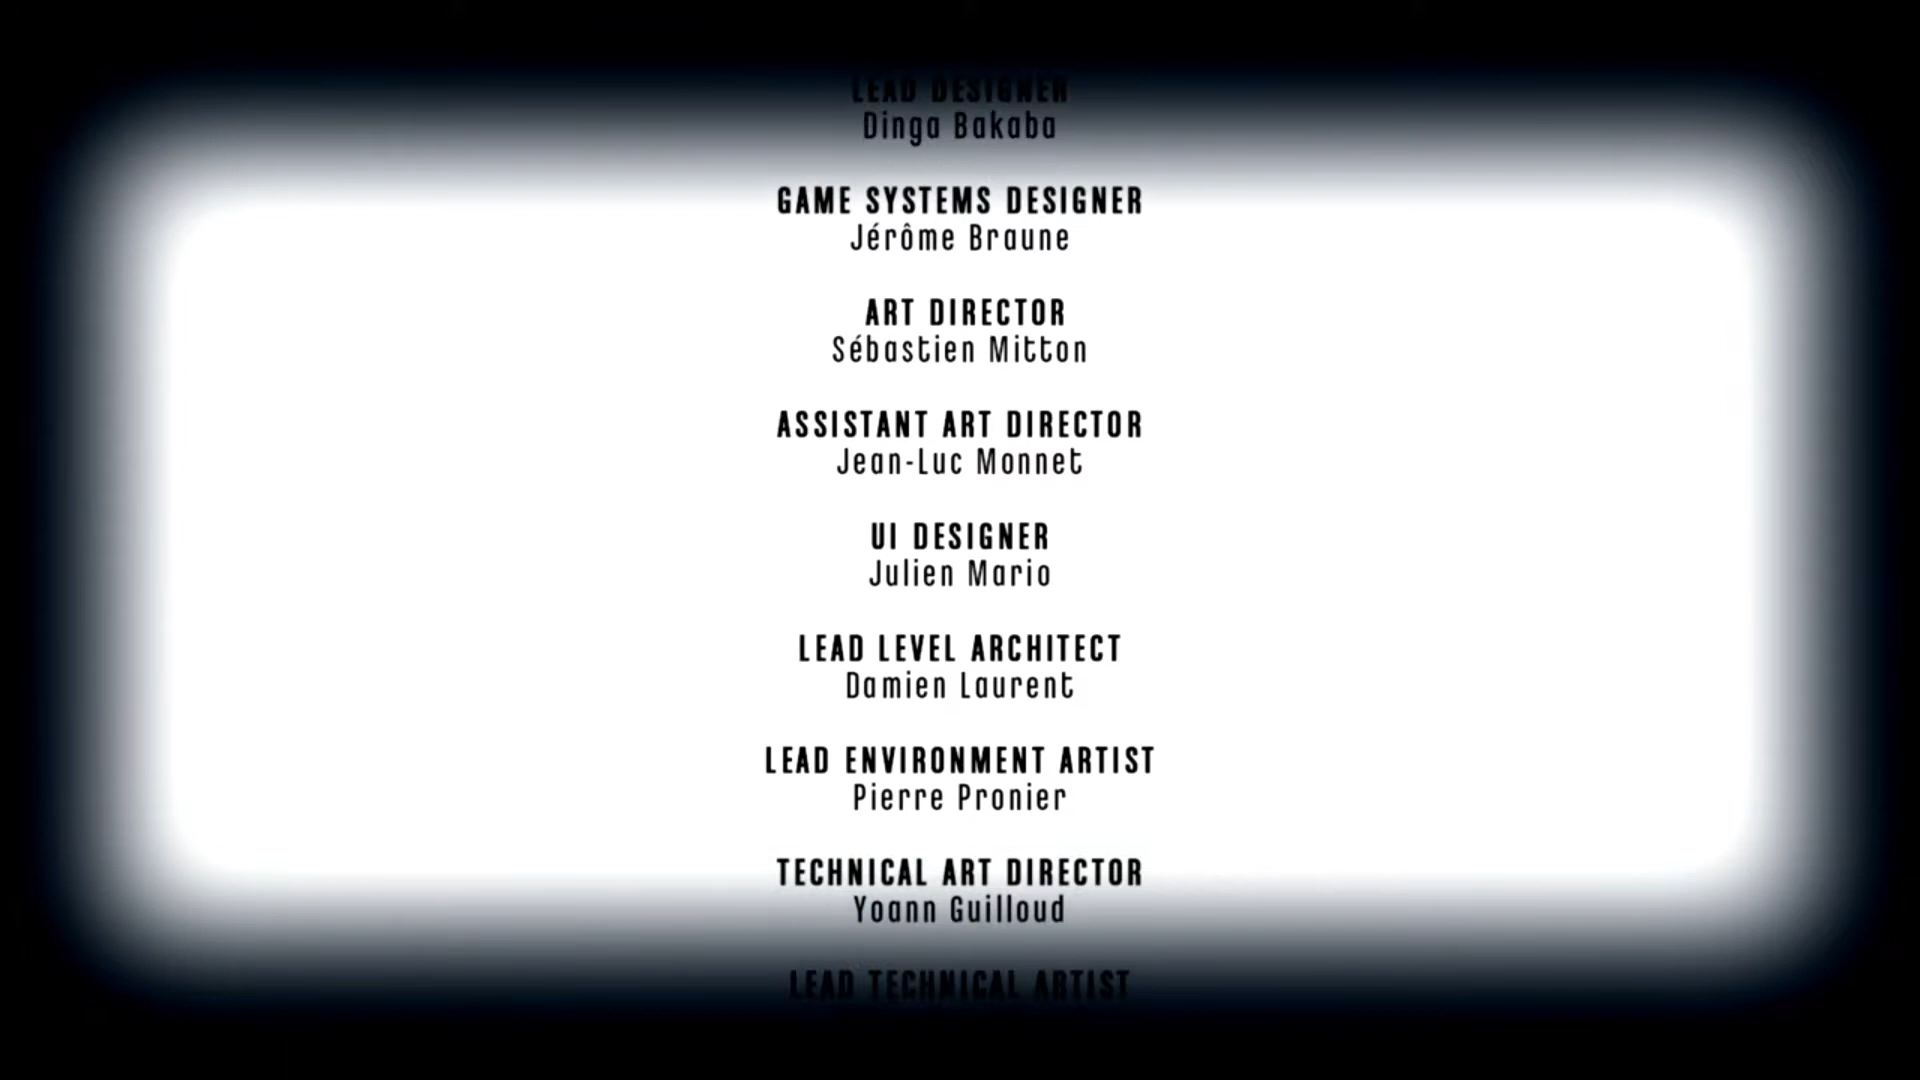 LEAD DESIGNER
Dinga Bakaba
GAME SYSTEMS DESIGNER
Jérôme Braune
ART DIRECTOR
Sébastien Mitton
ASSISTANT ART DIRECTOR
Jean-Luc Monnet
UI DESIGNER
Julien Mario
LEAD LEVEL ARCHITECT
Damien Laurent
LEAD ENVIRONMENT ARTIST
Pierre Pronier
TECHNICAL ART DIRECTOR
Yoann Guilloud
LEAD TECHNICAL ARTIST